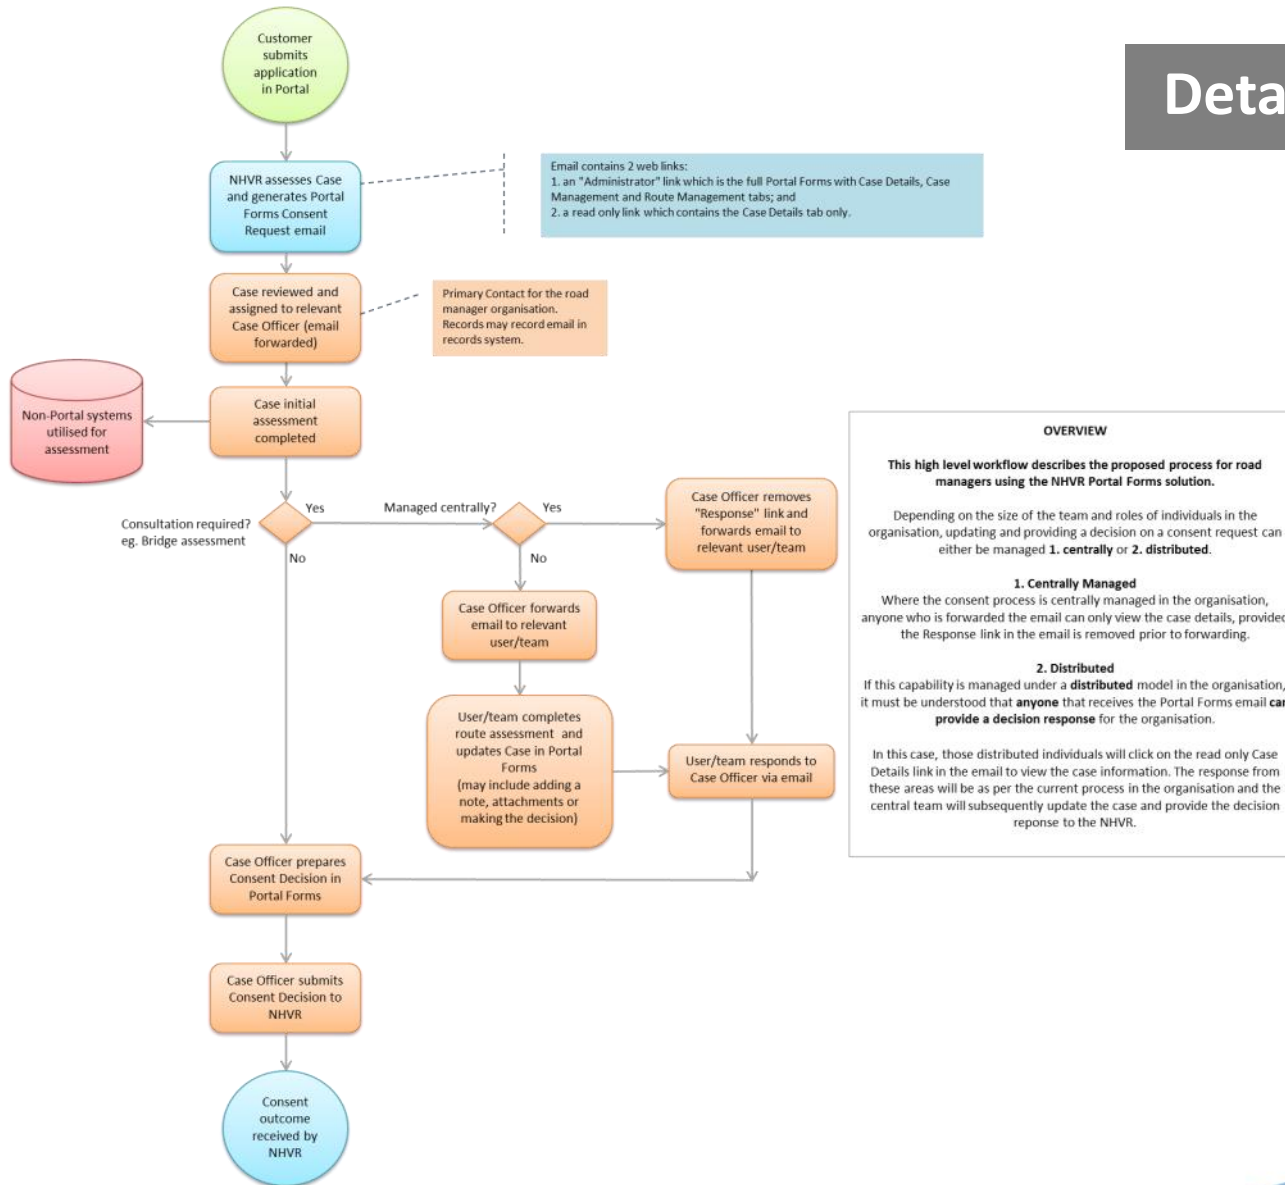 Customer
submits
application
in Portal
Deta
NHVR assesses Case
and generates Portal
Forms Consent
Request email
Email contains 2 web links:
1. an "Administrator" link which is the full Portal Forms with Case Details, Case
Management and Route Management tabs; and
2. a read only link which contains the Case Details tab only.
Case reviewed and
assigned to relevant
Case Officer (email
forwarded)
Primary Contact for the road
manager organisation.
Records may record email in
records system.
Non-Portal systems
utilised for
assessment
Case initial
assessment
completed
Consultation required?
eg. Bridge assessment
Yes
No
Managed centrally?
Yes
No
Case Officer removes
"Response" link and
forwards email to
relevant user/team
Case Officer forwards
email to relevant
user/team
User/team completes
route assessment and
updates Case in Portal
Forms
(may include adding a
note, attachments or
making the decision)
User/team responds to
Case Officer via email
OVERVIEW
This high level workflow describes the proposed process for road
managers using the NHVR Portal Forms solution.
Depending on the size of the team and roles of individuals in the
organisation, updating and providing a decision on a consent request can
either be managed 1. centrally or 2. distributed.
1. Centrally Managed
Where the consent process is centrally managed in the organisation,
anyone who is forwarded the email can only view the case details, provided
the Response link in the email is removed prior to forwarding.
2. Distributed
If this capability is managed under a distributed model in the organisation,
it must be understood that anyone that receives the Portal Forms email can
provide a decision response for the organisation.
In this case, those distributed individuals will click on the read only Case
Details link in the email to view the case information. The response from
these areas will be as per the current process in the organisation and the
central team will subsequently update the case and provide the decision
reponse to the NHVR.
Case Officer prepares
Consent Decision in
Portal Forms
Case Officer submits
Consent Decision to
NHVR
Consent
outcome
received by
NHVR